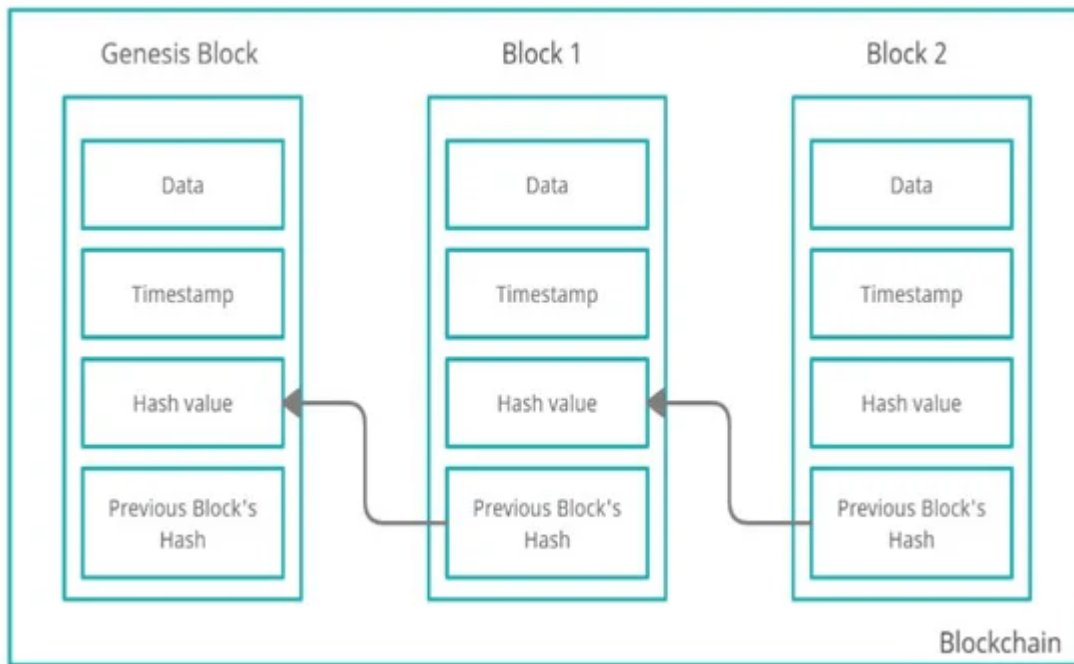 Genesis Block
Data
Timestamp
Hash value
Previous Block's
Hash
Block 1
Data
Timestamp
Hash value
Previous Block's
Hash
Block 2
Data
Timestamp
Hash value
Previous Block's
Hash
Blockchain